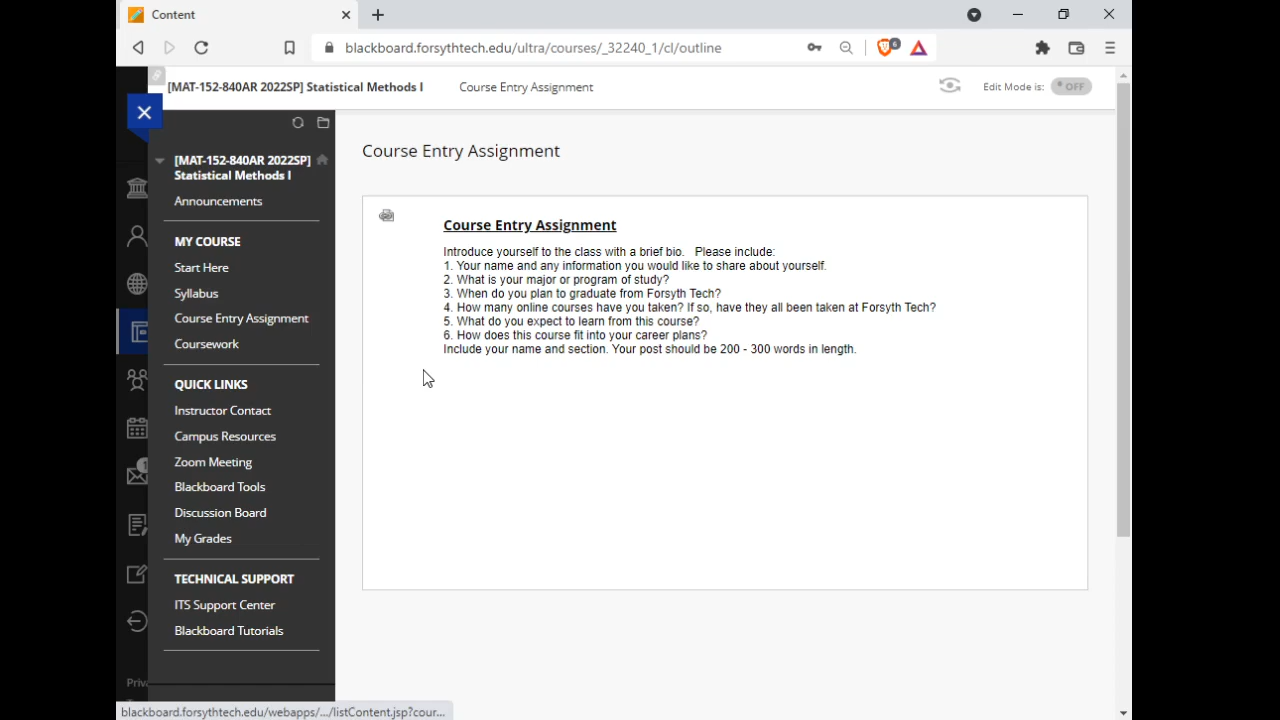 Content
blackboard.forsythtech.edu/ultra/courses/_32240_1/cl/outline
6
[MAT-152-840AR 2022SP] Statistical Methods I
Course Entry Assignment
Edit Mode is:
OFF
[MAT-152-840AR 2022SP]
Statistical Methods I
Announcements
MY COURSE
Start Here
Syllabus
Course Entry Assignment
Coursework
QUICK LINKS
Instructor Contact
Campus Resources
Zoom Meeting
Blackboard Tools
Discussion Board
My Grades
TECHNICAL SUPPORT
ITS Support Center
Blackboard Tutorials
1
Priva
Course Entry Assignment
Course Entry Assignment
Introduce yourself to the class with a brief bio. Please include:
1. Your name and any information you would like to share about yourself.
2. What is your major or program of study?
3. When do you plan to graduate from Forsyth Tech?
4. How many online courses have you taken? If so, have they all been taken at Forsyth Tech?
5. What do you expect to learn from this course?
6. How does this course fit into your career plans?
Include your name and section. Your post should be 200 - 300 words in length.
blackboard.forsythtech.edu/webapps/.../listContent.jsp?cour...